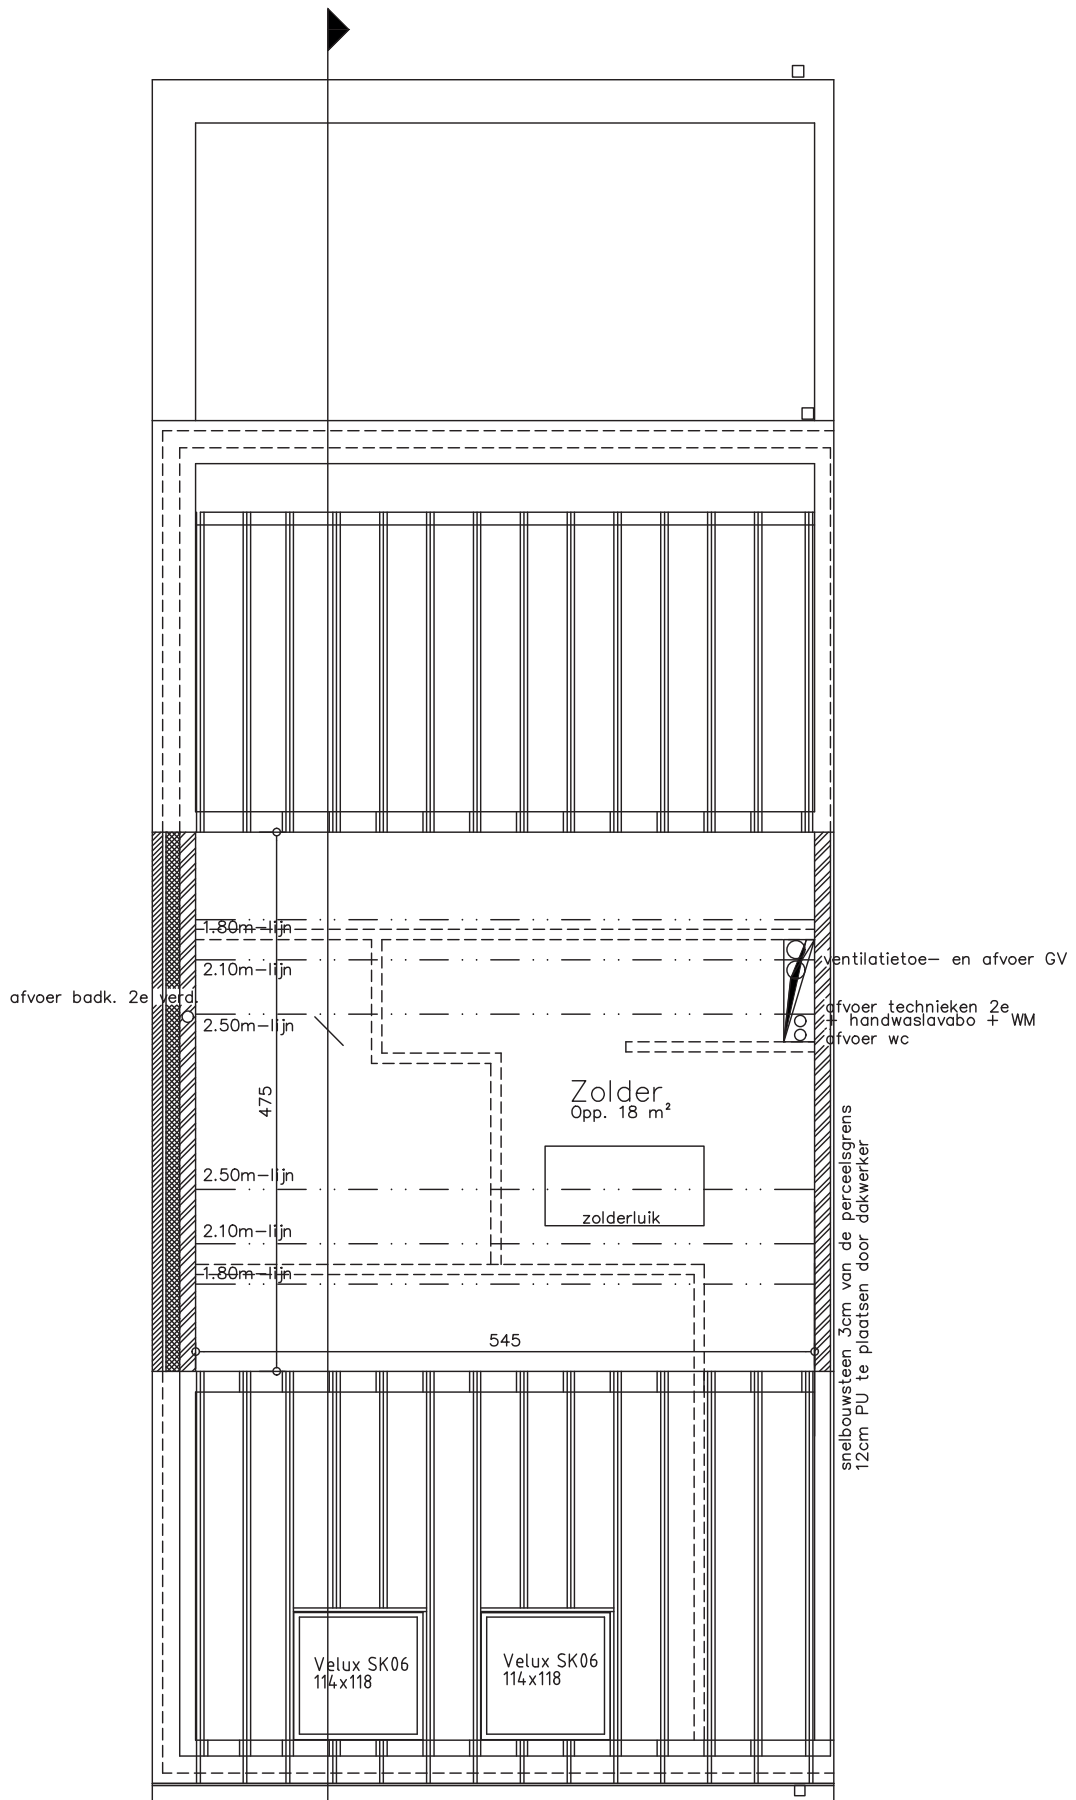 1.80m-lijn
2.10m-lijn
ventilatietoe- en afvoer GV
afvoer badk. 2e verd.
2.50m-lijn
afvoer technieken 2e
+ handwaslavabo + WM
afvoer wc
475
Zolder
Opp. 18 m²
2.50m-lijn
zolderluik
2.10m-lijn
1.80m-lijn
545
snelbouwsteen 3cm van de perceelsgrens
12cm PU te plaatsen door dakwerker
Velux SK06
114x118
Velux SK06
114x118